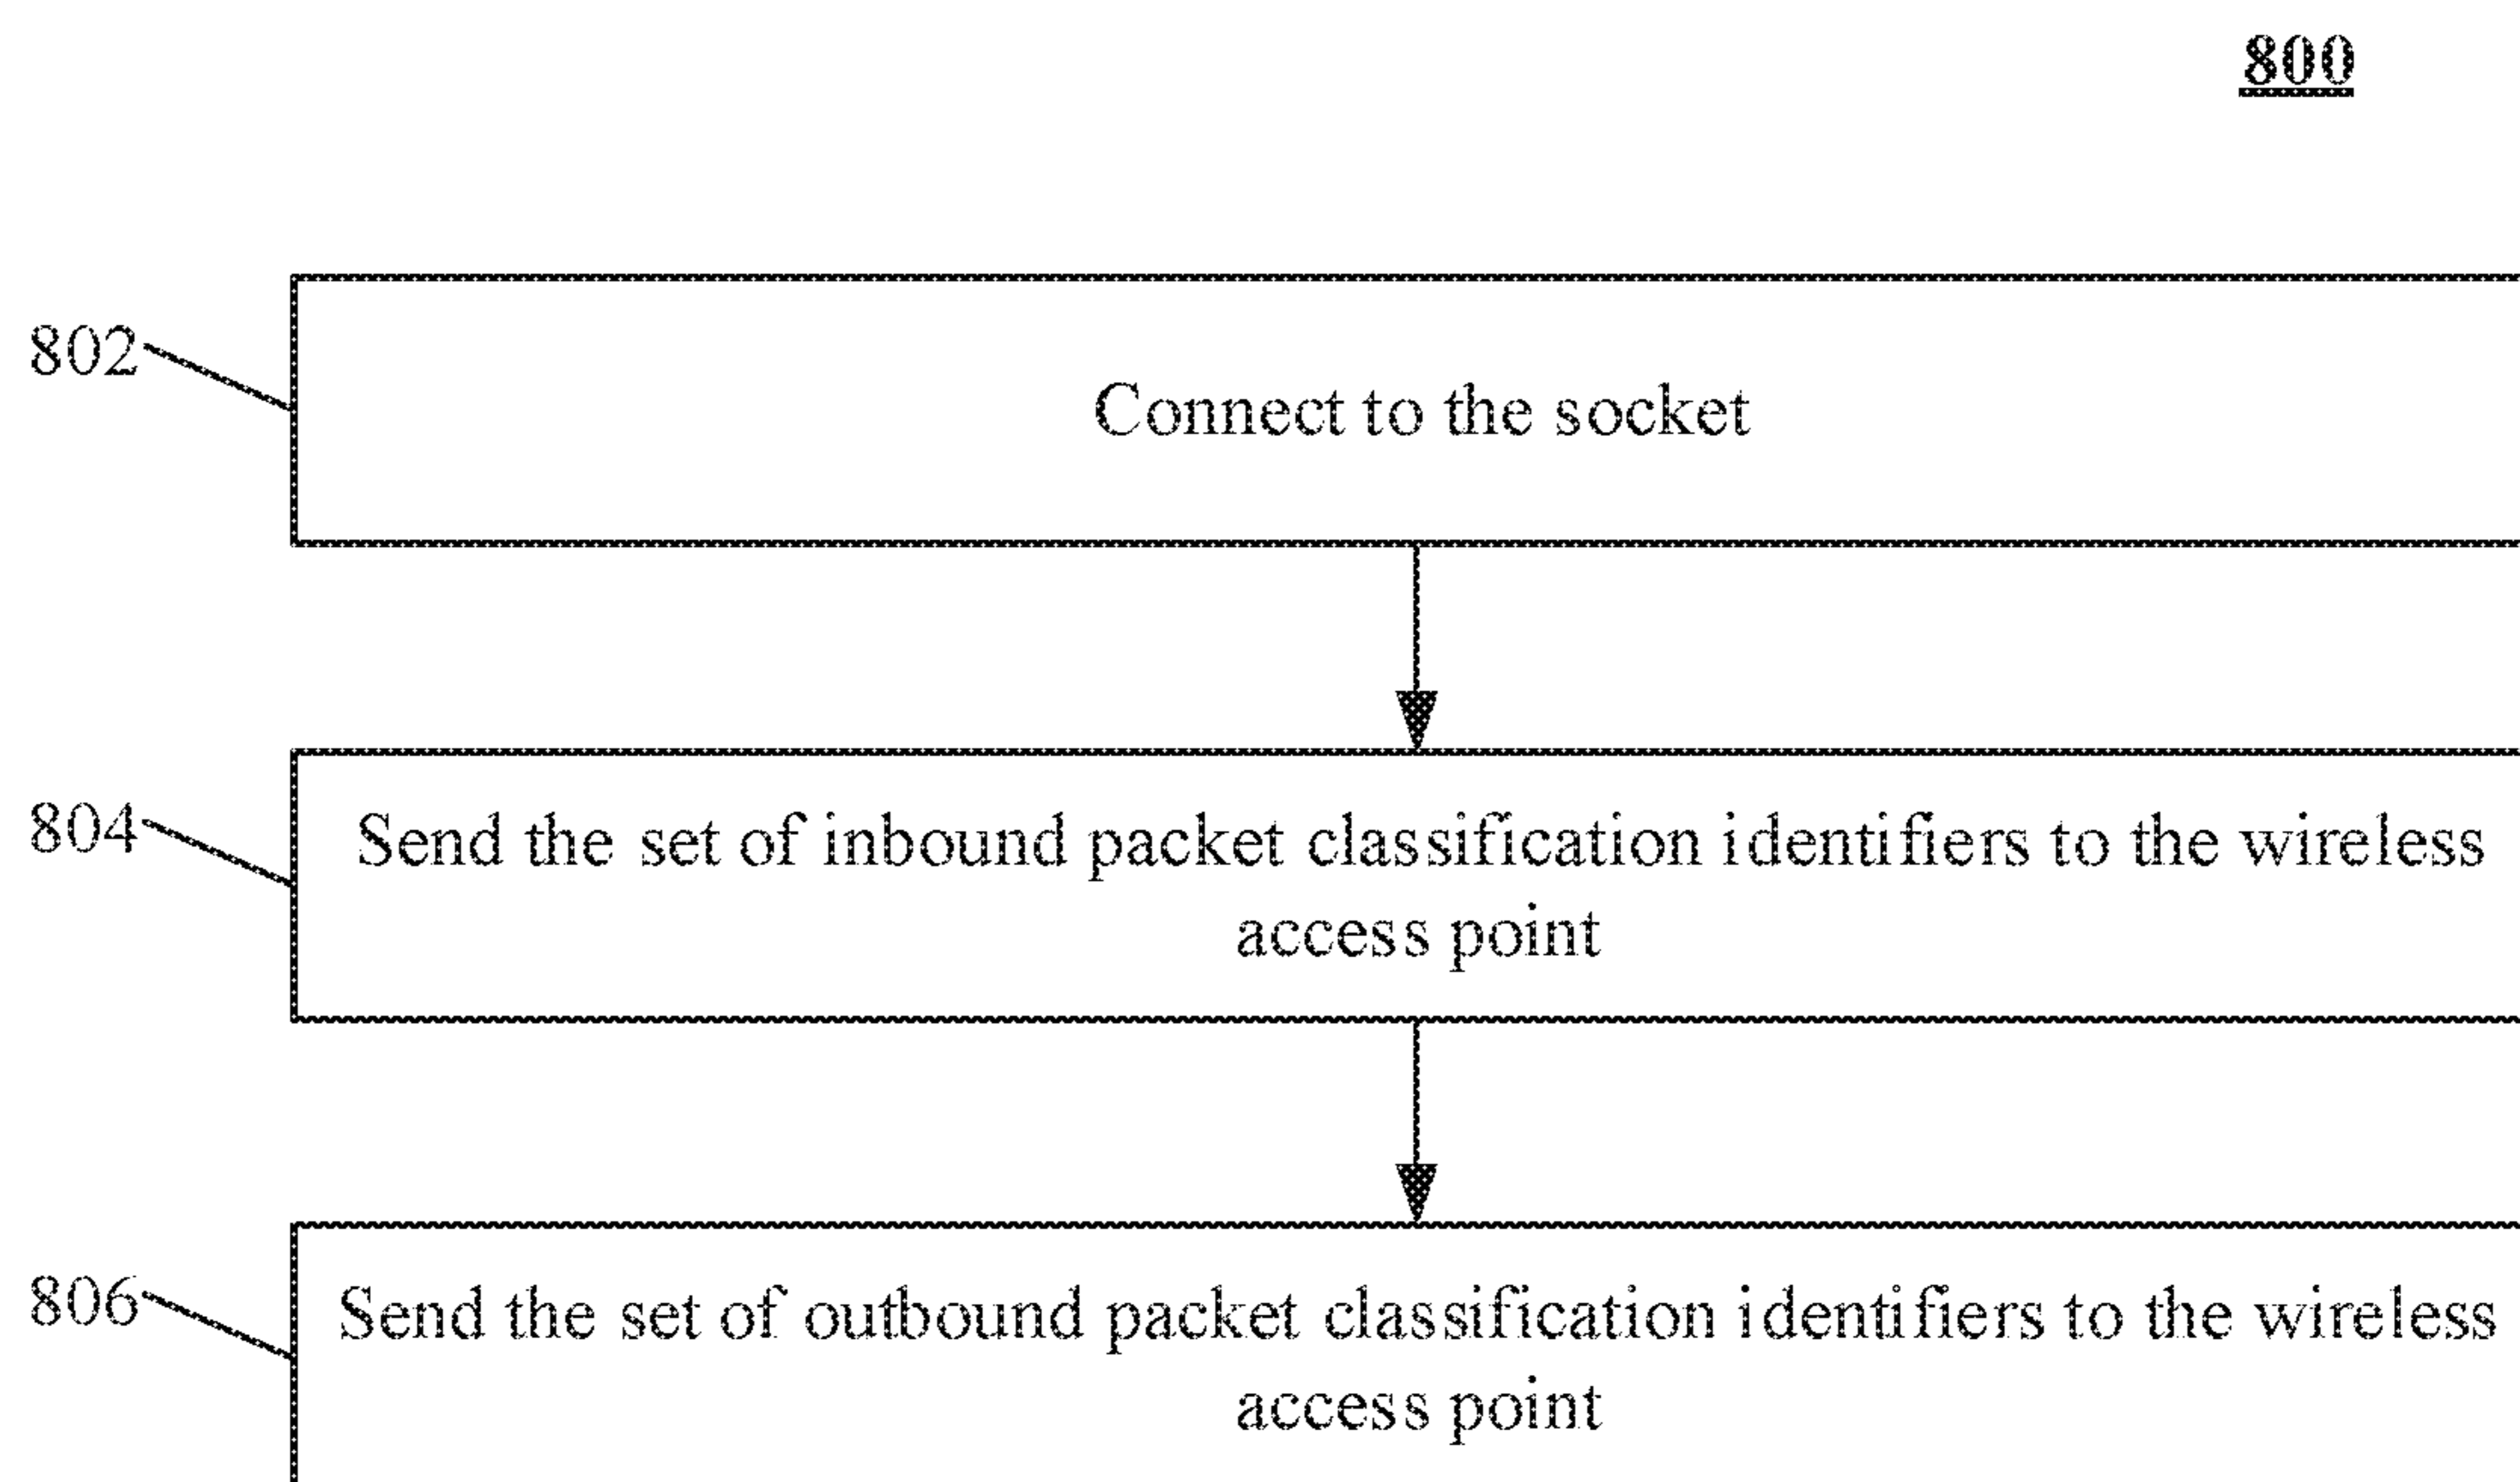 800
802
Connect to the socket
804
Send the set of inbound packet classification identifiers to the wireless
access point
806
Send the set of outbound packet classification identifiers to the wireless
access point